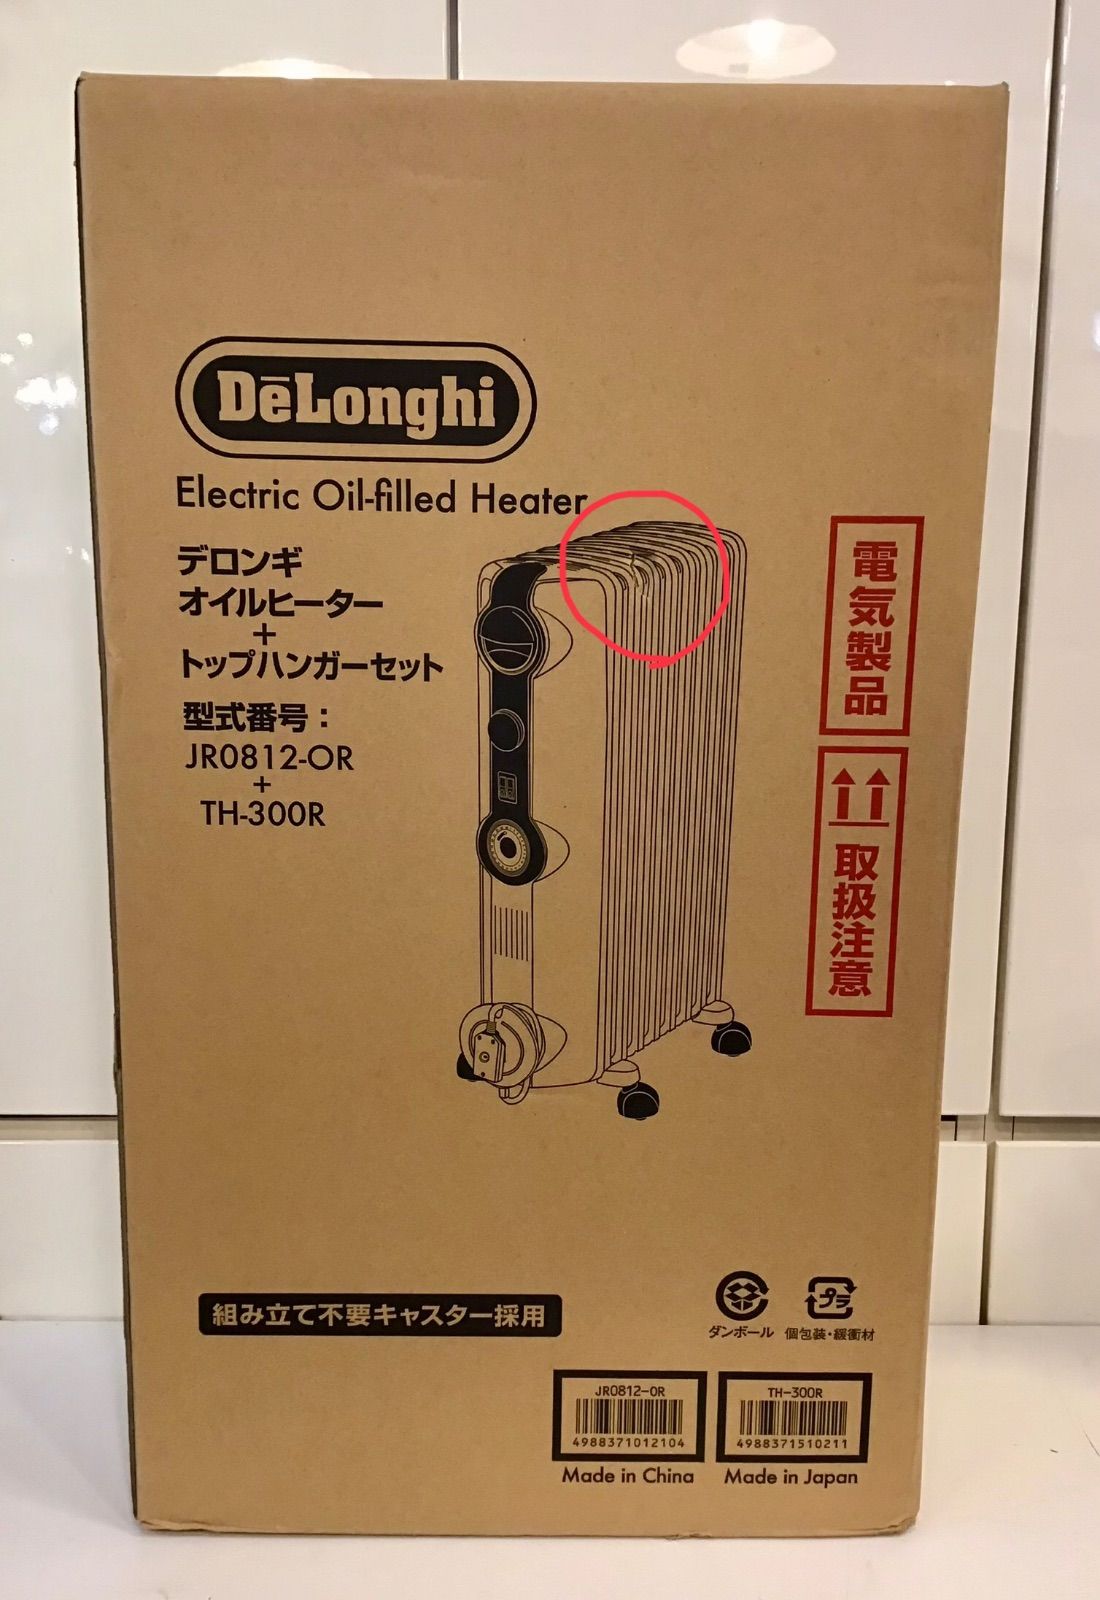 DēLonghi
Electric Oil-filled Heater
デロンギ
オイルヒーター
+
トップハンガーセット
型式番号：
JR0812-OR
+
TH-300R
電気製品
取扱注意
組み立て不要キャスター採用
ダンボール
プラ
個包装・緩衝材
JR0812-OR
4988371012104
Made in China
TH-300R
4988371510211
Made in Japan